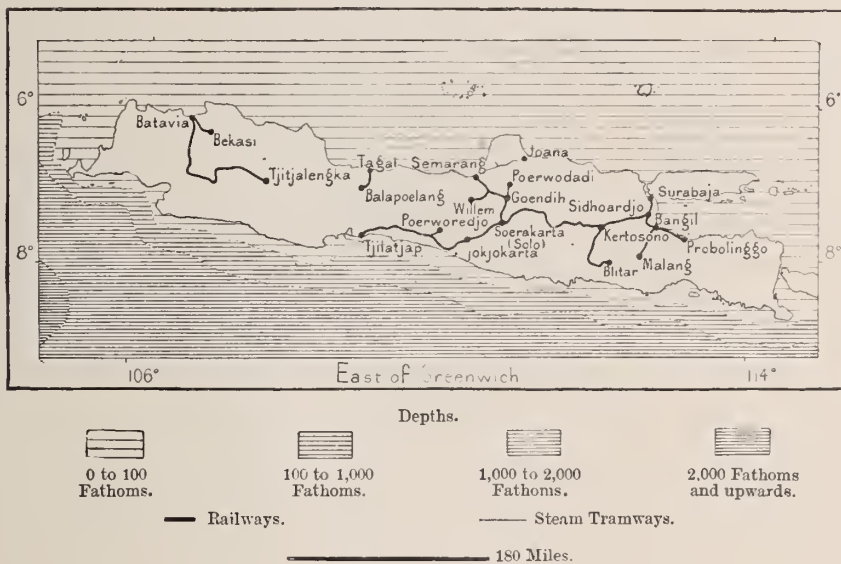 6° 6°
Batavia
Bekasi
Joana
Tagal Semarang
Poerwodadi
Tjitjalengka
Balapoelang
Goendih
Surabaja
Willem
Sidhoardjo
Poerworedjo
Bangil
Soerakarta
(Solo)
Kertosono
Probolinggo
Tjilatjap
Jokjokarta
8° 8°
Blitar
Malang
106° East of Greenwich 114°
Depths.
0 to 100
Fathoms.
100 to 1,000
Fathoms.
1,000 to 2,000
Fathoms.
2,000 Fathoms
and upwards.
Railways. Steam Tramways.
180 Miles.